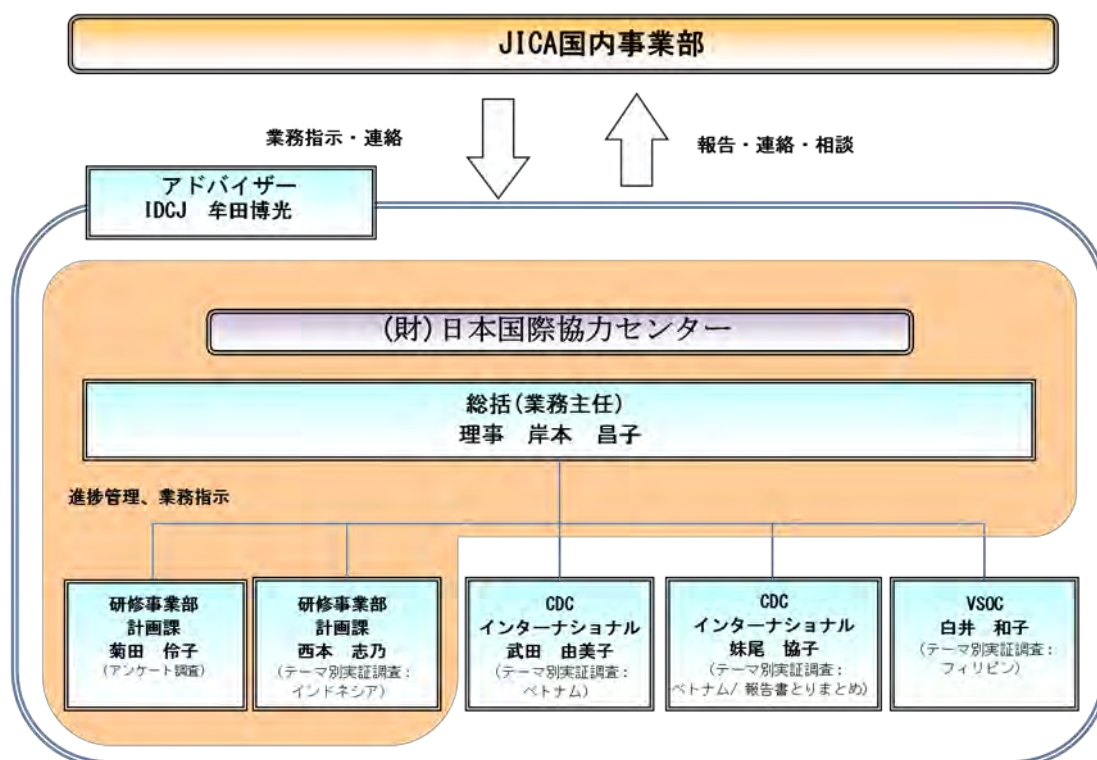 JICA国内事業部
業務指示・連絡
報告・連絡・相談
アドバイザー
IDCJ 牟田博光
(財)日本国際協力センター
総括(業務主任)
理事 岸本 昌子
進捗管理、業務指示
研修事業部
計画課
菊田 伶子
(アンケート調査)
研修事業部
計画課
西本 志乃
(テーマ別実証調査:
インドネシア)
CDC
インターナショナル
武田 由美子
(テーマ別実証調査:
ベトナム)
CDC
インターナショナル
妹尾 協子
(テーマ別実証調査:
ベトナム/ 報告書とりまとめ)
VSOC
白井 和子
(テーマ別実証調査:
フィリピン)